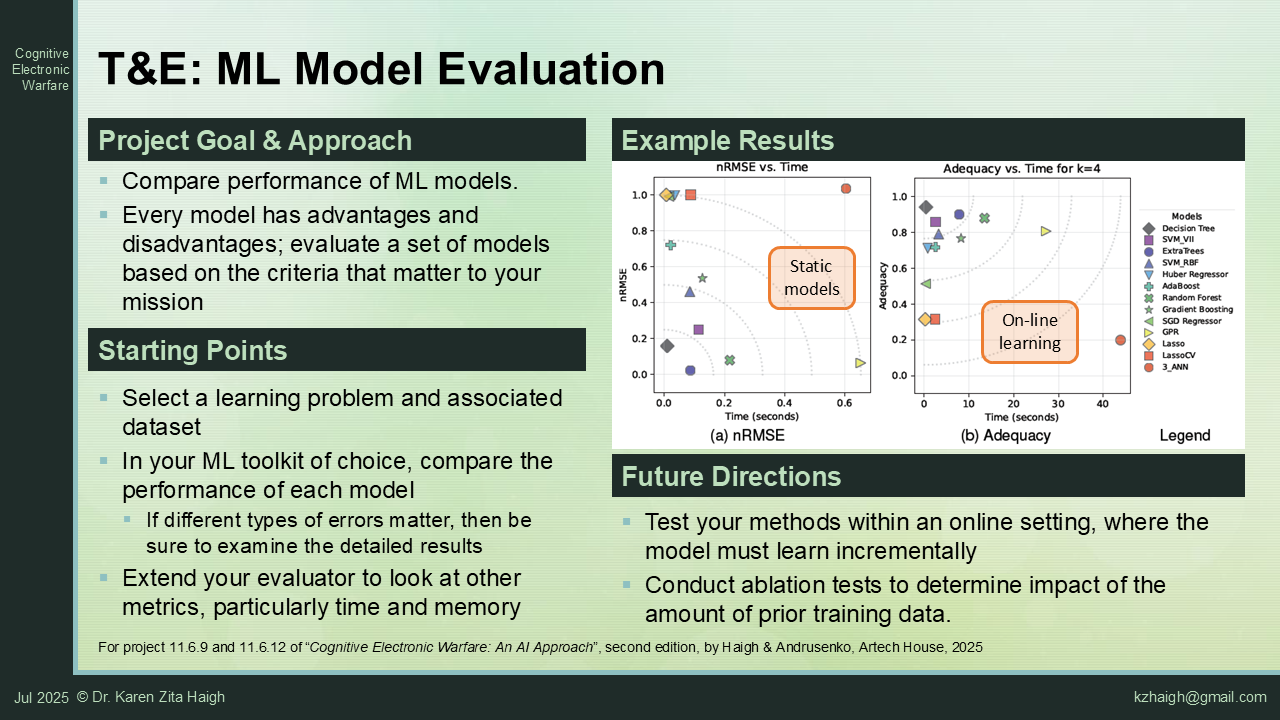 Cognitive
Electronic
Warfare
T&E: ML Model Evaluation
Project Goal & Approach
Compare performance of ML models.
Every model has advantages and
disadvantages; evaluate a set of models
based on the criteria that matter to your
mission
Starting Points
Select a learning problem and associated
dataset
In your ML toolkit of choice, compare the
performance of each model
If different types of errors matter, then be
sure to examine the detailed results
Extend your evaluator to look at other
metrics, particularly time and memory
Example Results
nRMSE vs. Time
1.0
0.8
0.6
0.4
0.2
0.0
nRMSE
0.0 0.2 0.4 0.6
Time (seconds)
(a) nRMSE
Static
models
Adequacy vs. Time for k=4
1.0
0.8
0.6
0.4
0.2
0.0
Adequacy
0 10 20 30 40
Time (seconds)
(b) Adequacy
On-line
learning
Models
Decision Tree
SVM_VII
ExtraTrees
SVM_RBF
Huber Regressor
AdaBoost
Random Forest
Gradient Boosting
SGD Regressor
GPR
Lasso
LassoCV
3_ANN
Legend
Future Directions
Test your methods within an online setting, where the
model must learn incrementally
Conduct ablation tests to determine impact of the
amount of prior training data.
For project 11.6.9 and 11.6.12 of “Cognitive Electronic Warfare: An AI Approach”, second edition, by Haigh & Andrusenko, Artech House, 2025
Jul 2025 © Dr. Karen Zita Haigh
kzhaigh@gmail.com